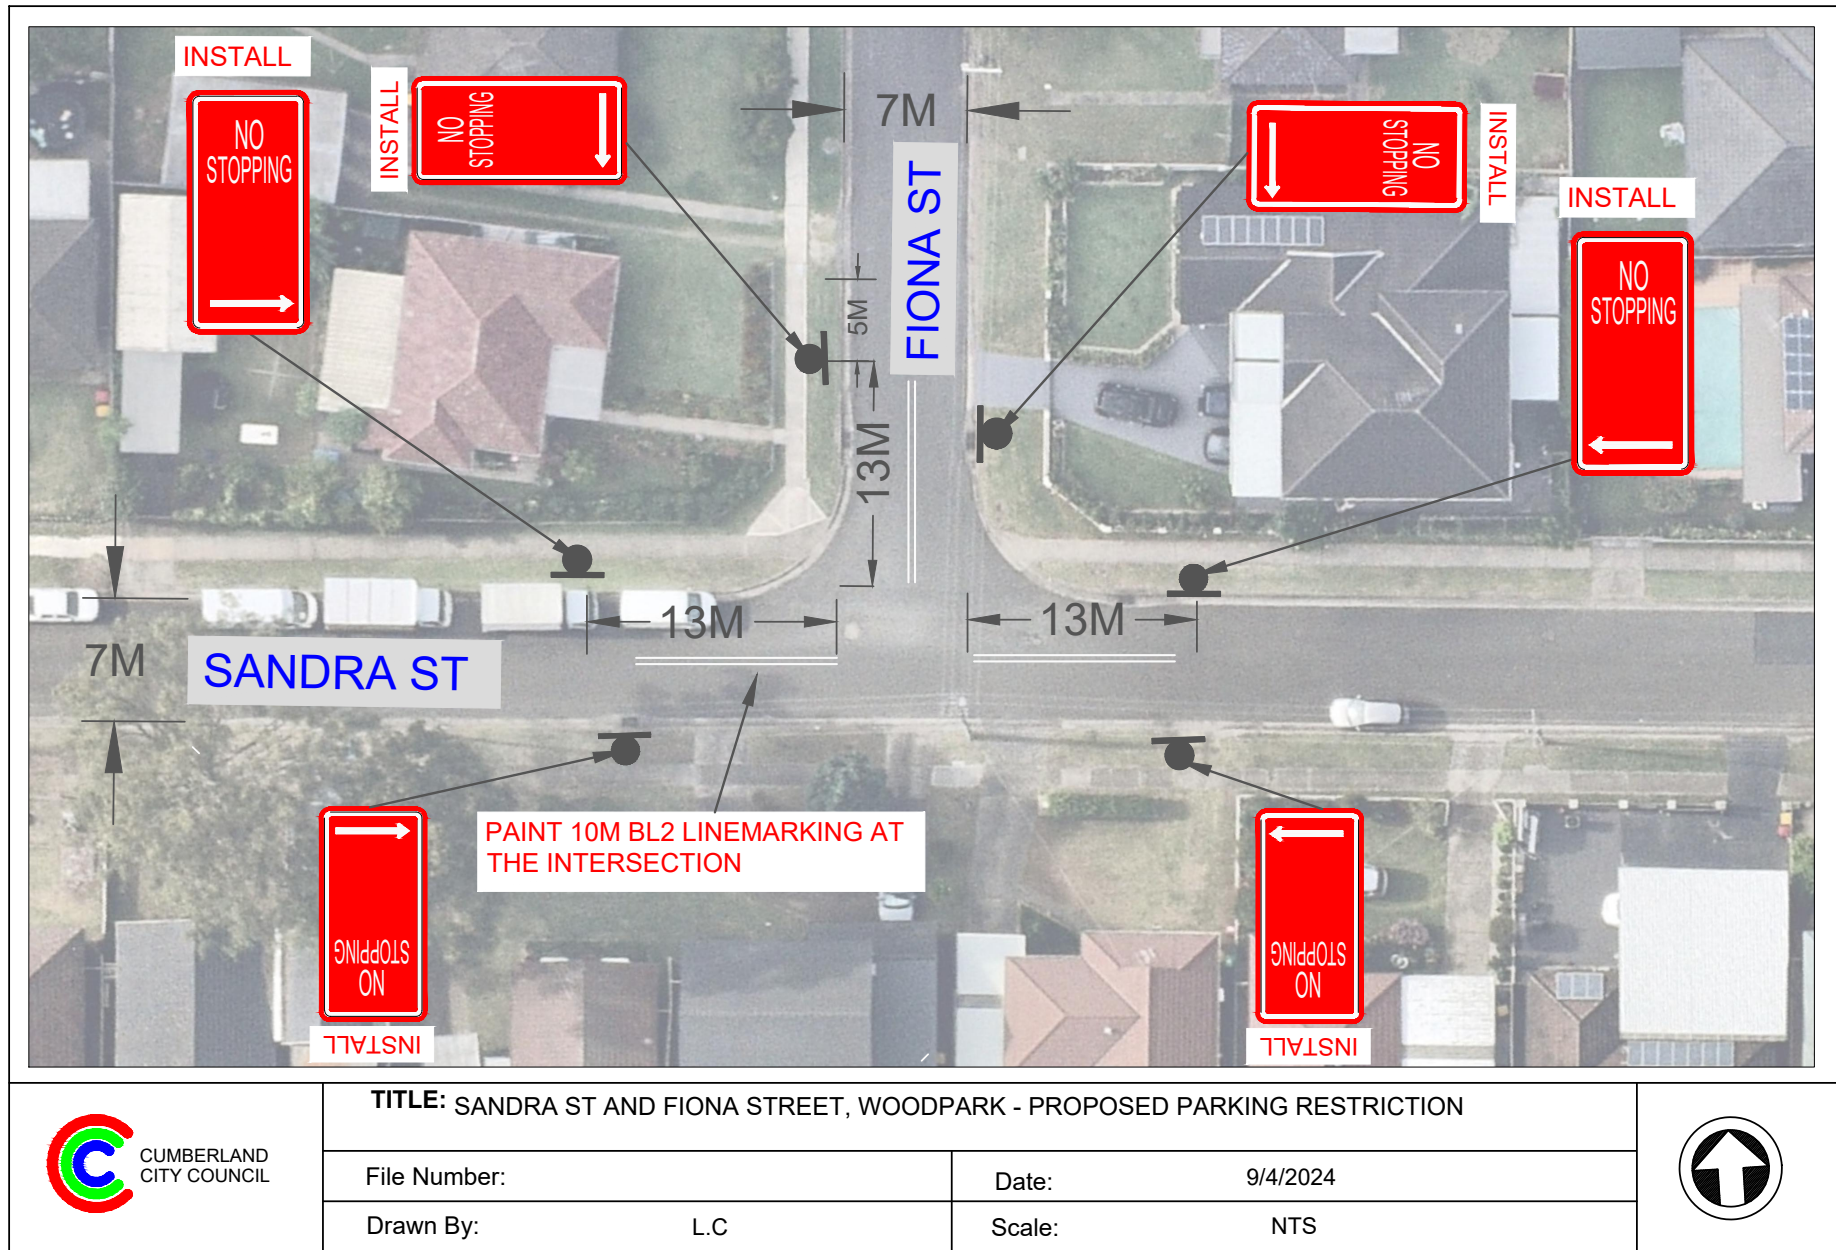 INSTALL
NO
STOPPING
INSTALL
NO
STOPPING
7M
FIONA ST
5M
13M
NO
STOPPING
INSTALL
INSTALL
NO
STOPPING
13M
13M
7M
SANDRA ST
PAINT 10M BL2 LINEMARKING AT
THE INTERSECTION
NO
STOPPING
INSTALL
NO
STOPPING
INSTALL
CUMBERLAND
CITY COUNCIL
TITLE: SANDRA ST AND FIONA STREET, WOODPARK - PROPOSED PARKING RESTRICTION
File Number:
Date: 9/4/2024
Drawn By: L.C
Scale: NTS